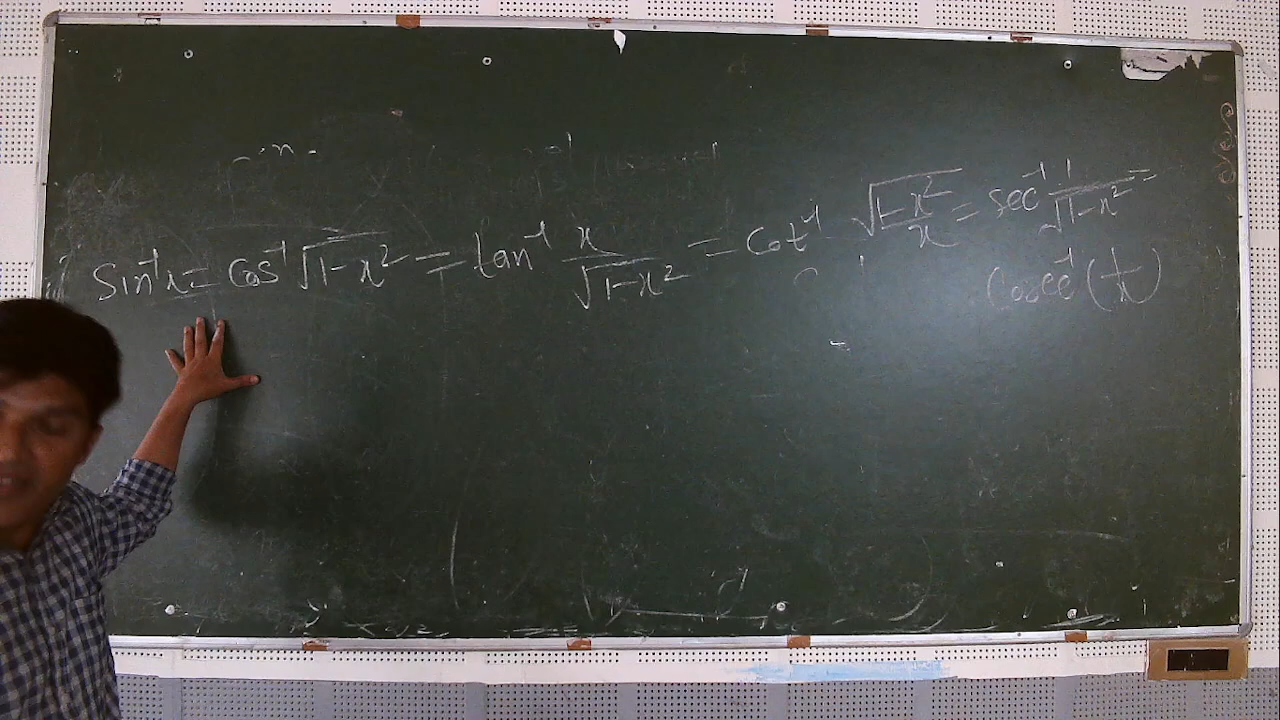 sin⁻¹x = cos⁻¹ √1-x² = tan⁻¹ x/√1-x² = cot⁻¹ √1-x²/x = sec⁻¹ 1/√1-x² =
cosec⁻¹(1/x)